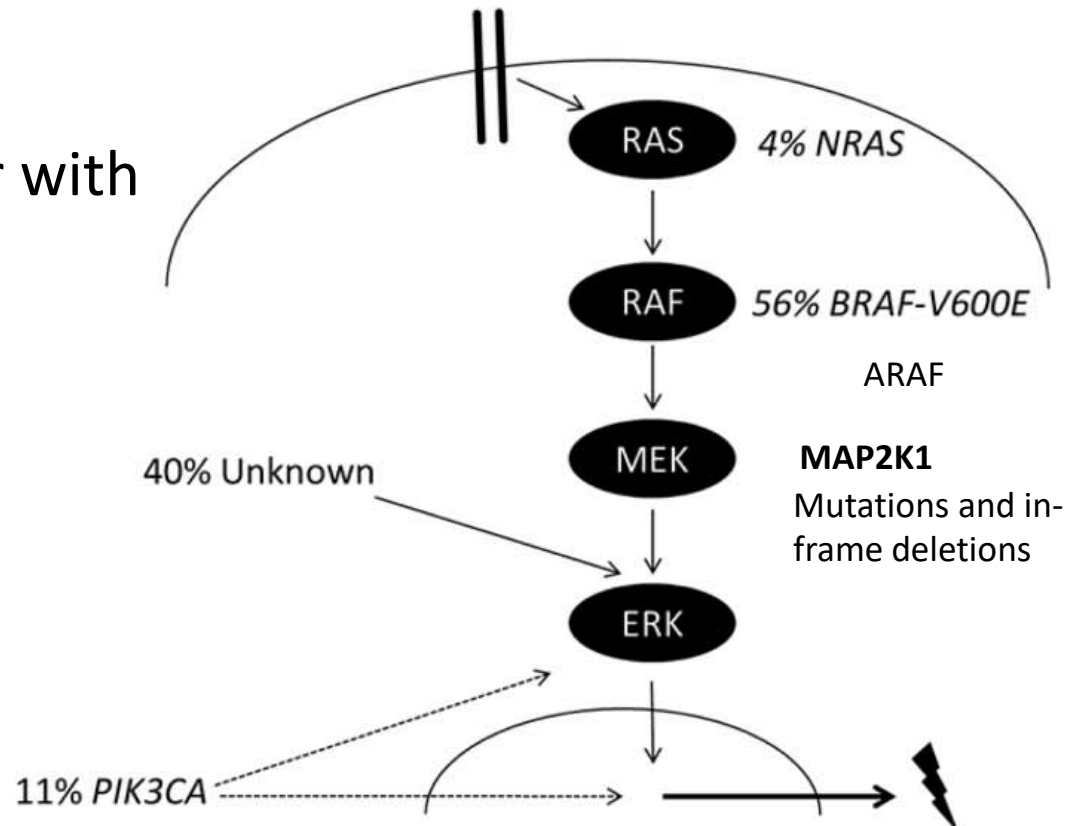 r with
RAS
4% NRAS
RAF
56% BRAF-V600E
ARAF
MEK
MAP2K1
Mutations and in-
frame deletions
40% Unknown
ERK
11% PIK3CA